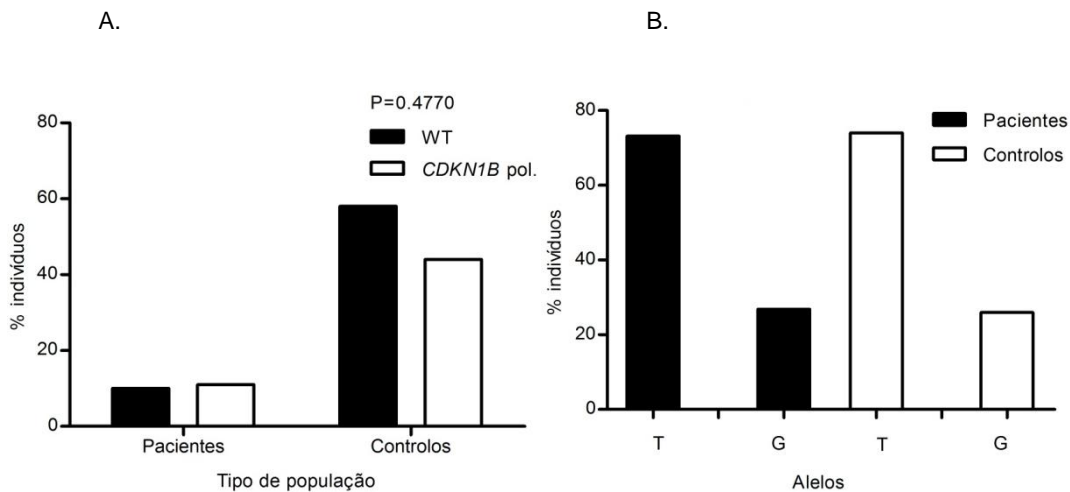 A.
P=0.4770
WT
CDKN1B pol.
80
60
40
20
0
% indivíduos
Pacientes
Controlos
Tipo de população
B.
Pacientes
Controlos
80
60
40
20
0
% indivíduos
T
G
T
G
Alelos